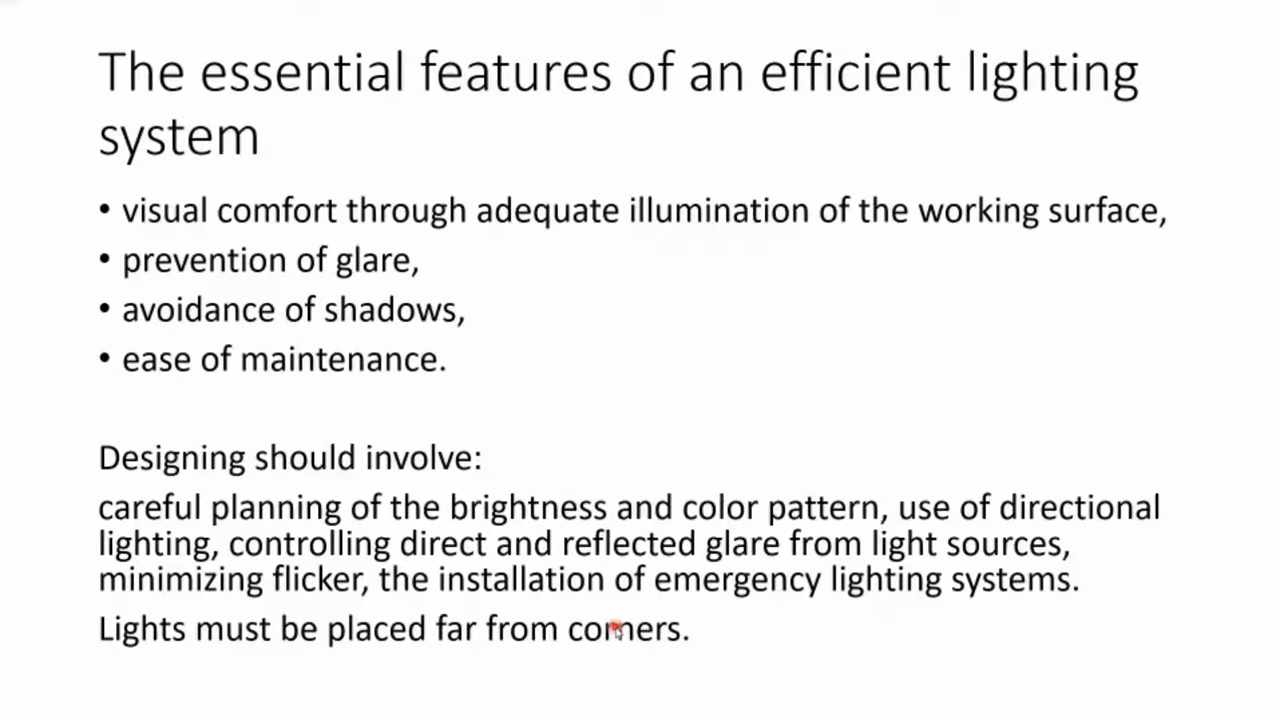 The essential features of an efficient lighting
system
• visual comfort through adequate illumination of the working surface,
• prevention of glare,
• avoidance of shadows,
• ease of maintenance.
Designing should involve:
careful planning of the brightness and color pattern, use of directional
lighting, controlling direct and reflected glare from light sources,
minimizing flicker, the installation of emergency lighting systems.
Lights must be placed far from corners.